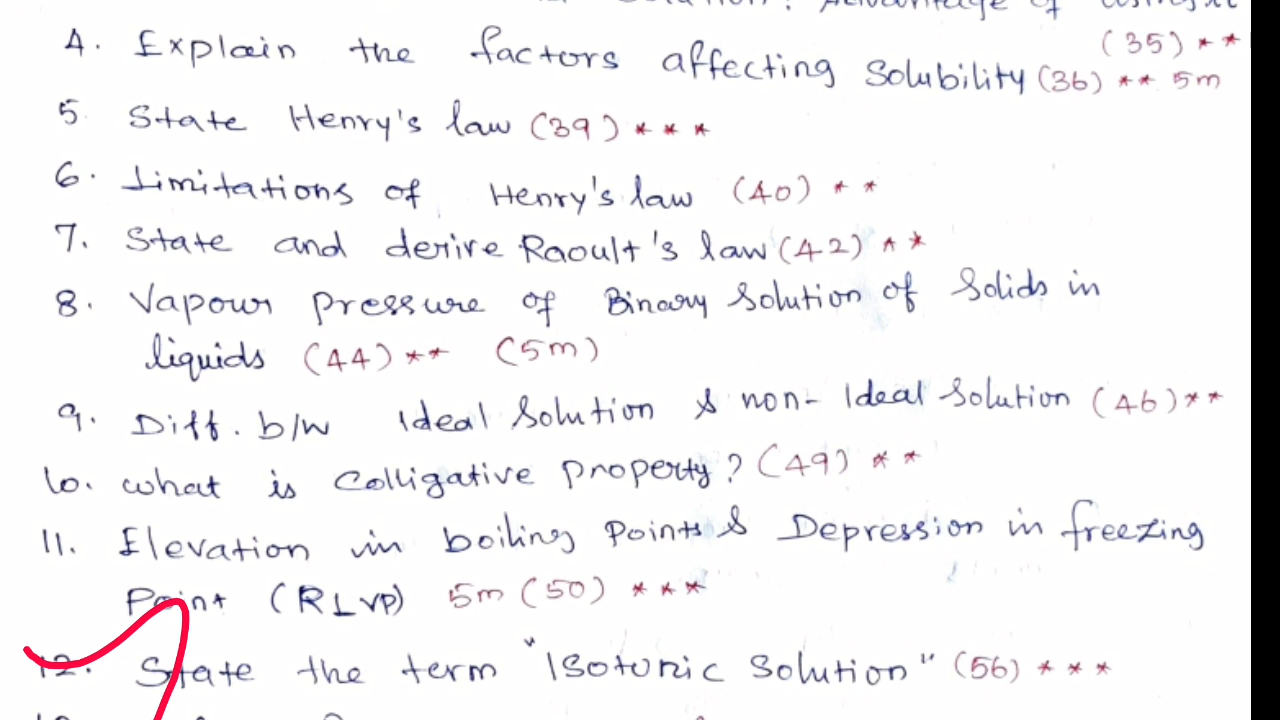 4. Explain the factors affecting Solubility (36) ** 5m
(35) **
5. State Henry's law (39) ***
6. Limitations of Henry's law (40) **
7. State and derive Raoult's law (42) **
8. Vapour pressure of Binary Solution of Solids in
liquids (44) ** (5m)
9. Diff. b/w Ideal Solution & non-Ideal Solution (46) **
10. what is Colligative property? (49) **
11. Elevation in boiling Points & Depression in freezing
Point (RLVP) 5m (50) ***
12. State the term "Isotonic Solution" (56) ***